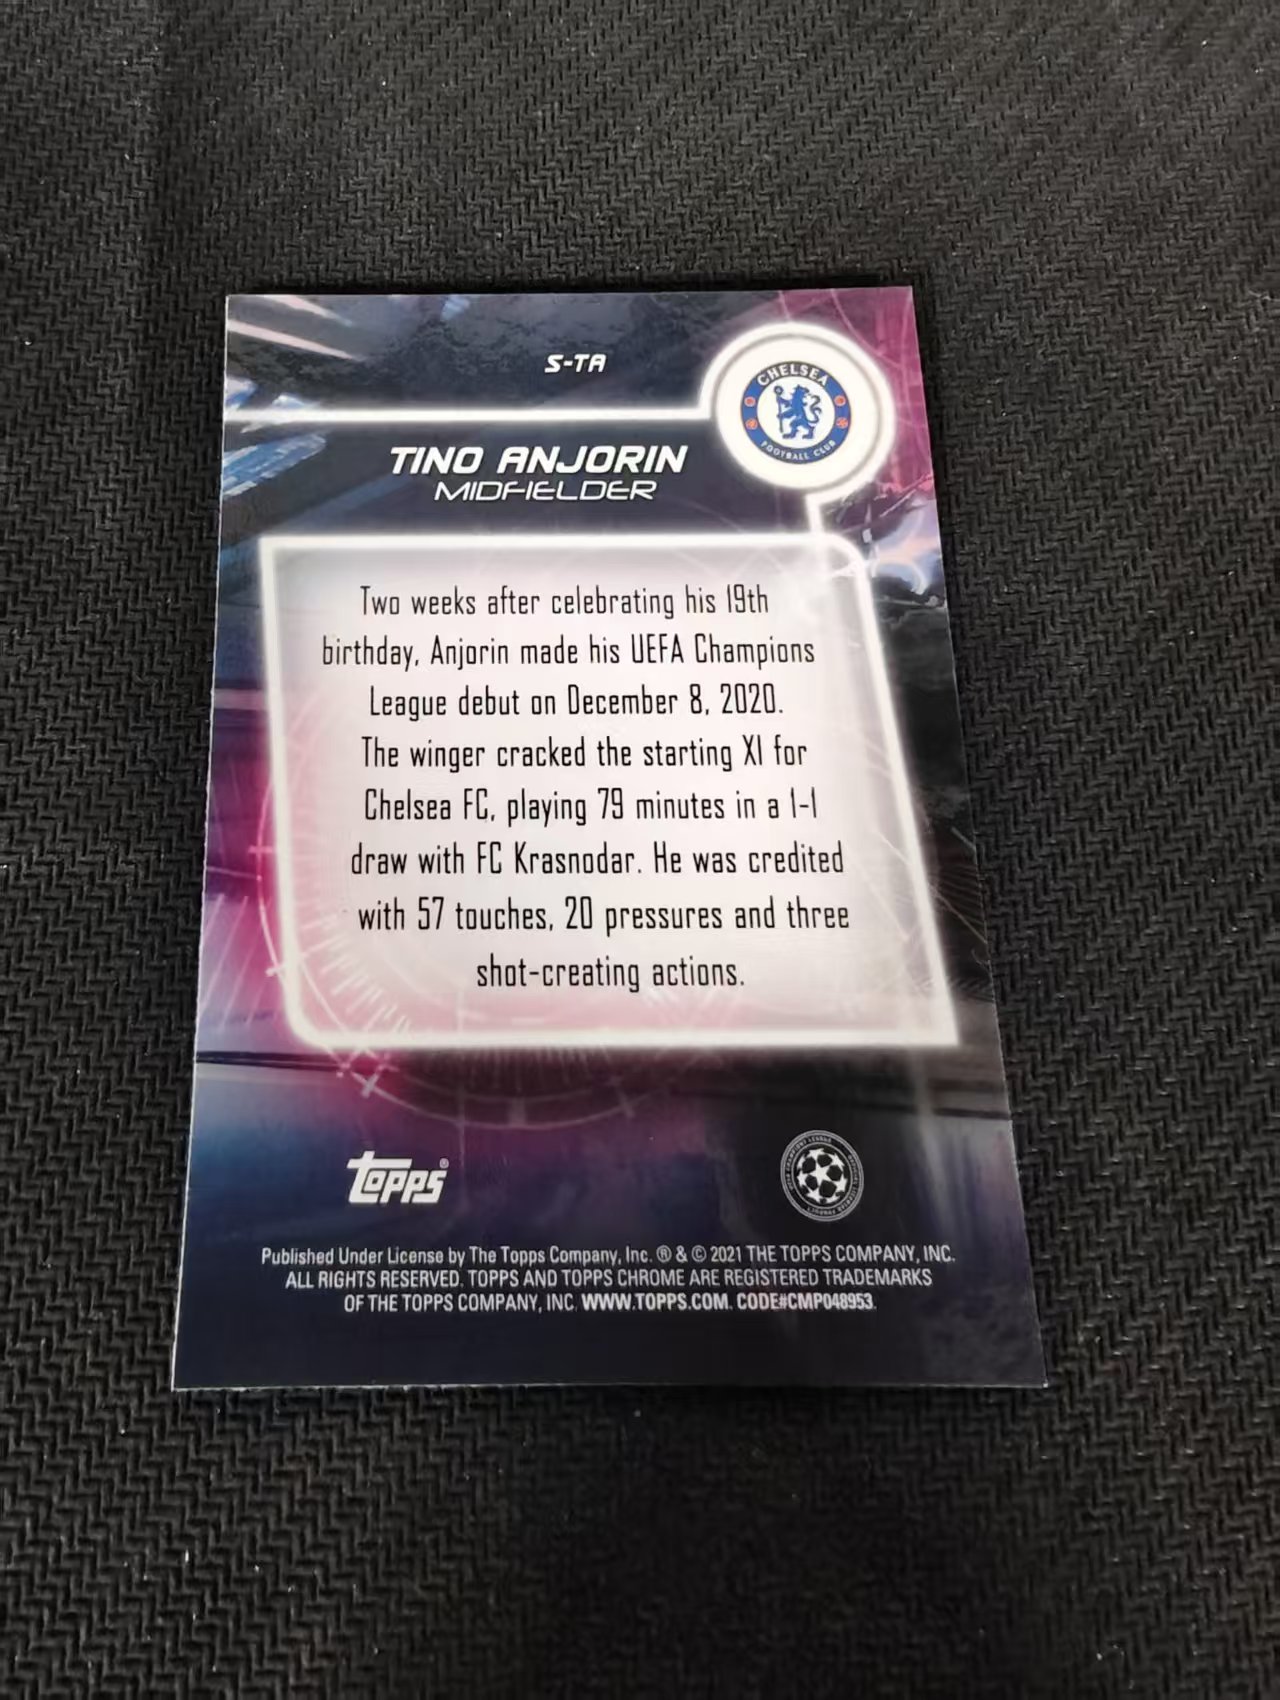 S-TA
CHELSEA
FOOTBALL CLUB
TINO ANJORIN
MIDFIELDER
Two weeks after celebrating his 19th
birthday, Anjorin made his UEFA Champions
League debut on December 8, 2020.
The winger cracked the starting XI for
Chelsea FC, playing 79 minutes in a 1-1
draw with FC Krasnodar. He was credited
with 57 touches, 20 pressures and three
shot-creating actions.
topps®
Published Under License by The Topps Company, Inc. ® & © 2021 THE TOPPS COMPANY, INC.
ALL RIGHTS RESERVED. TOPPS AND TOPPS CHROME ARE REGISTERED TRADEMARKS
OF THE TOPPS COMPANY, INC. WWW.TOPPS.COM. CODE#CMP048953.